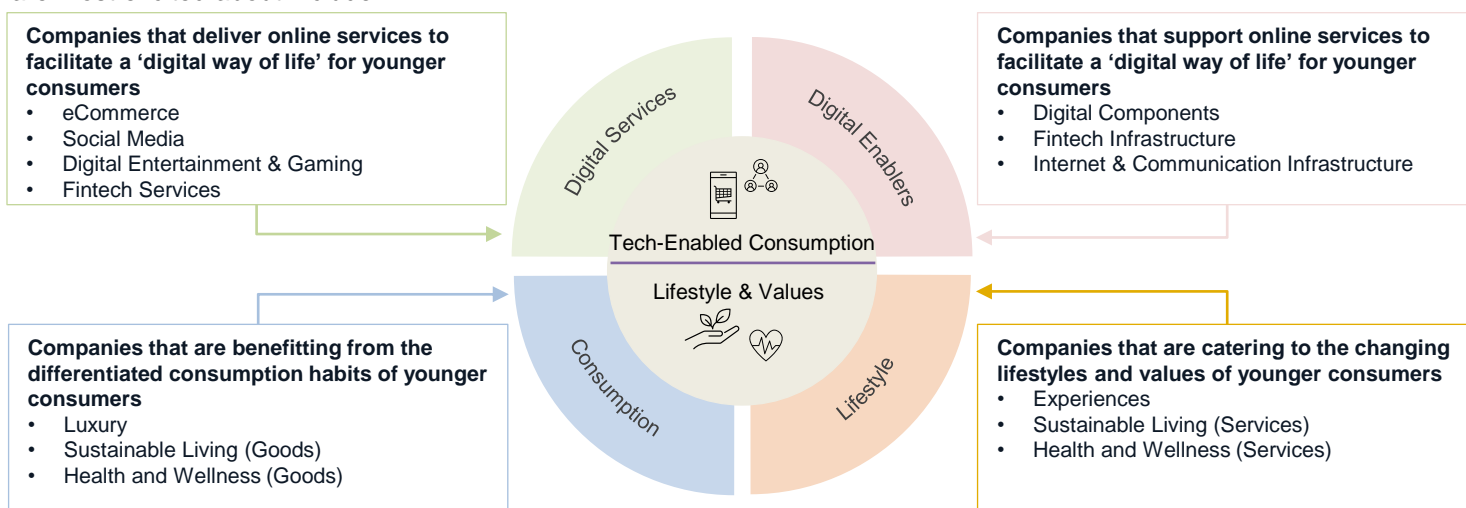 Companies that deliver online services to
facilitate a ‘digital way of life’ for younger
consumers
• eCommerce
• Social Media
• Digital Entertainment & Gaming
• Fintech Services
Companies that support online services to
facilitate a ‘digital way of life’ for younger
consumers
• Digital Components
• Fintech Infrastructure
• Internet & Communication Infrastructure
Digital Services
Digital Enablers
Tech-Enabled Consumption
Lifestyle & Values
Consumption
Lifestyle
Companies that are benefitting from the
differentiated consumption habits of younger
consumers
• Luxury
• Sustainable Living (Goods)
• Health and Wellness (Goods)
Companies that are catering to the changing
lifestyles and values of younger consumers
• Experiences
• Sustainable Living (Services)
• Health and Wellness (Services)